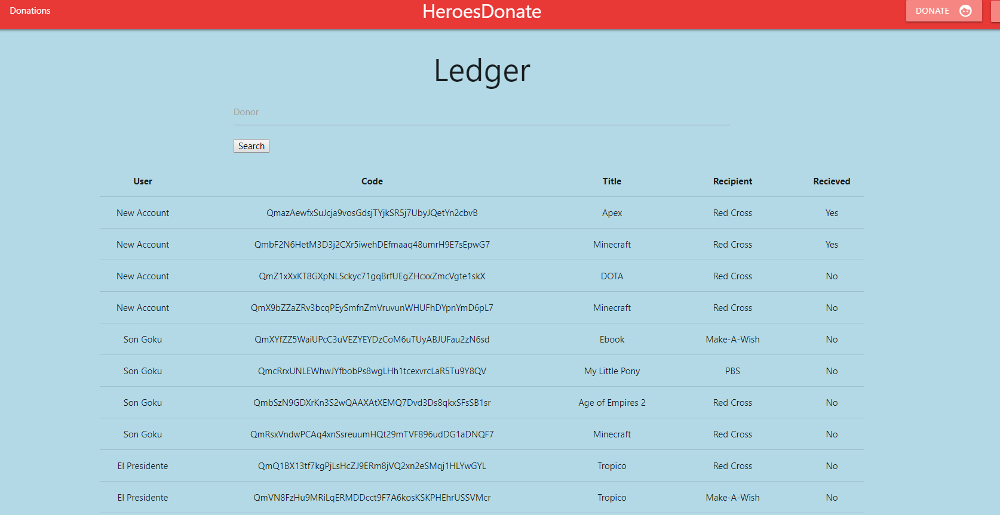 Donations HeroesDonate DONATE
Ledger
Donor
Search
User Code Title Recipient Recieved
New Account QmazAewfxSuJcja9vosGdsjTYjkSR5j7UbyJQetYn2cbvB Apex Red Cross Yes
New Account QmbF2N6HetM3D3j2CXr5iwehDEfmaaq48umrH9E7sEpwG7 Minecraft Red Cross Yes
New Account QmZ1xXxKT8GXpNLSckyc71gqBrfUEgZHcxxZmcVgte1skX DOTA Red Cross No
New Account QmX9bZZaZRv3bcqPEySmfnZmVruvunWHUFhDYpnYmD6pL7 Minecraft Red Cross No
Son Goku QmXYfZZ5WaiUPcC3uVEZYEYDzCoM6uTUyABJUFau2zN6sd Ebook Make-A-Wish No
Son Goku QmcRrxUNLEWhwJYfbobPs8wgLHh1tcexvrcLaR5Tu9Y8QV My Little Pony PBS No
Son Goku QmbSzN9GDXrKn3S2wQAAXAtXEMQ7Dvd3Ds8qkxSFsSB1sr Age of Empires 2 Red Cross No
Son Goku QmRsxVndwPCAq4xnSsreuumHQt29mTVF896udDG1aDNQF7 Minecraft Red Cross No
El Presidente QmQ1BX13tf7kgPjLsHcZJ9ERm8jVQ2xn2eSMqj1HLYwGYL Tropico Red Cross No
El Presidente QmVN8FzHu9MRiLqERMDDcct9F7A6kosKSKPHEhrUSSVMcr Tropico Make-A-Wish No